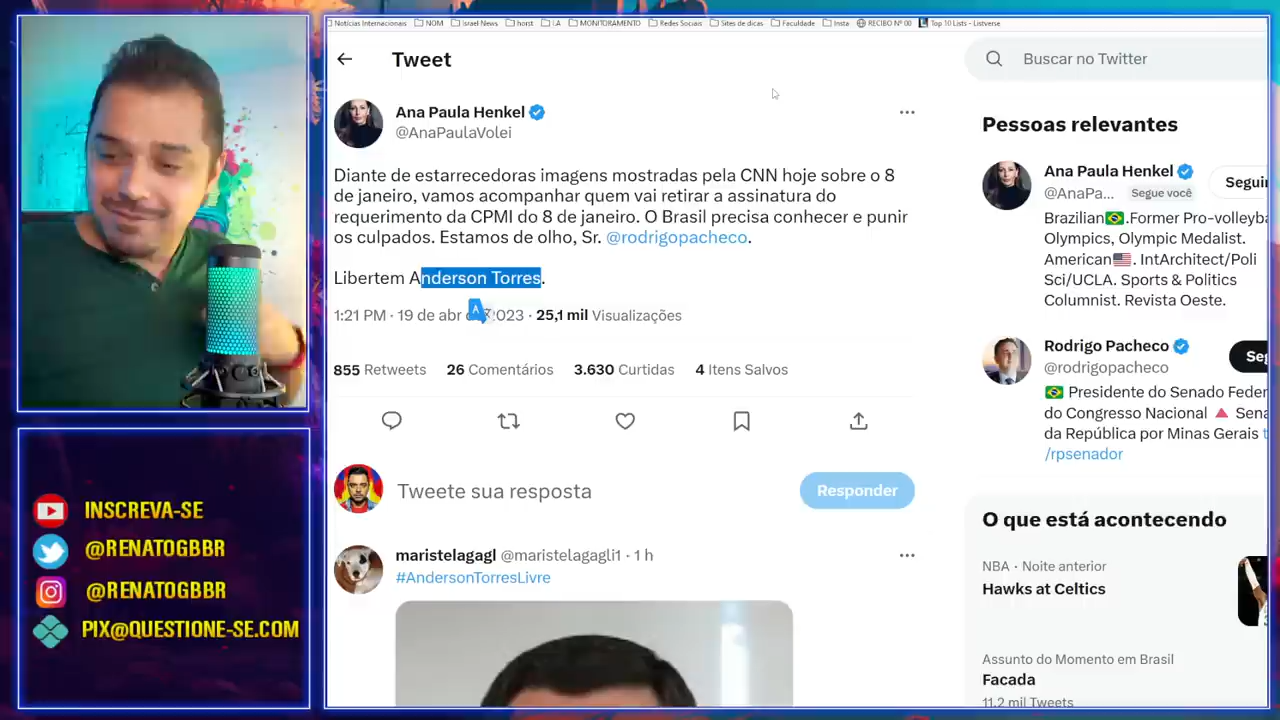 Notícias Internacionais NOM Israel News horst I.A MONITORAMENTO Redes Sociais Sites de dicas Faculdade Insta RECIBO Nº 00 Top 10 Lists - Listverse
Tweet
Buscar no Twitter
Ana Paula Henkel
@AnaPaulaVolei
Diante de estarrecedoras imagens mostradas pela CNN hoje sobre o 8
de janeiro, vamos acompanhar quem vai retirar a assinatura do
requerimento da CPMI do 8 de janeiro. O Brasil precisa conhecer e punir
os culpados. Estamos de olho, Sr. @rodrigopacheco.
Libertem Anderson Torres.
1:21 PM · 19 de abr de 2023 · 25,1 mil Visualizações
855 Retweets 26 Comentários 3.630 Curtidas 4 Itens Salvos
Tweete sua resposta
Responder
maristelagagl @maristelagagli1 · 1 h
#AndersonTorresLivre
Pessoas relevantes
Ana Paula Henkel
@AnaPa... Segue você
Seguin
Brazilian🇧🇷.Former Pro-volleyba
Olympics, Olympic Medalist.
American🇺🇸. IntArchitect/Poli
Sci/UCLA. Sports & Politics
Columnist. Revista Oeste.
Rodrigo Pacheco
@rodrigopacheco
Seg
🇧🇷 Presidente do Senado Feder
do Congresso Nacional 🔺 Sena
da República por Minas Gerais t
/rpsenador
O que está acontecendo
NBA · Noite anterior
Hawks at Celtics
Assunto do Momento em Brasil
Facada
11,2 mil Tweets
INSCREVA-SE
@RENATOGBBR
@RENATOGBBR
PIX@QUESTIONE-SE.COM